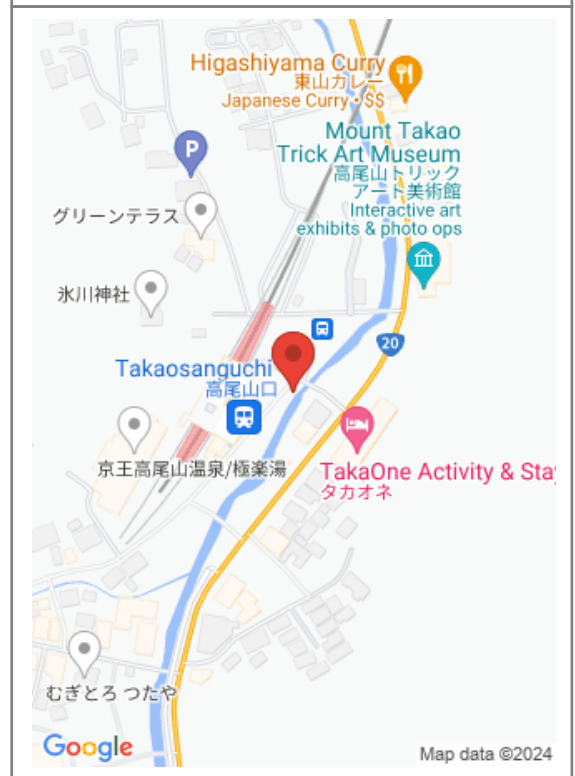 Higashiyama Curry
東山カレー
Japanese Curry • $$
Mount Takao
Trick Art Museum
高尾山トリック
アート美術館
Interactive art
exhibits & photo ops
P
グリーンテラス
氷川神社
20
Takaosanguchi
高尾山口
京王高尾山温泉/極楽湯
TakaOne Activity & Stay
タカオネ
むぎとろ つたや
Google
Map data ©2024